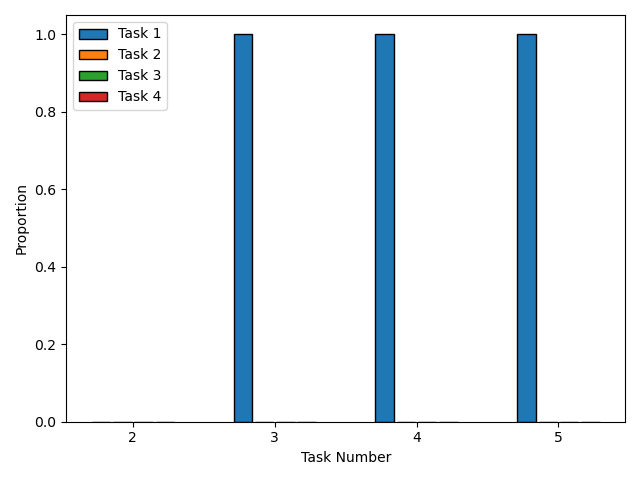 Task 1
Task 2
Task 3
Task 4
1.0
0.8
0.6
0.4
0.2
0.0
Proportion
2 3 4 5
Task Number